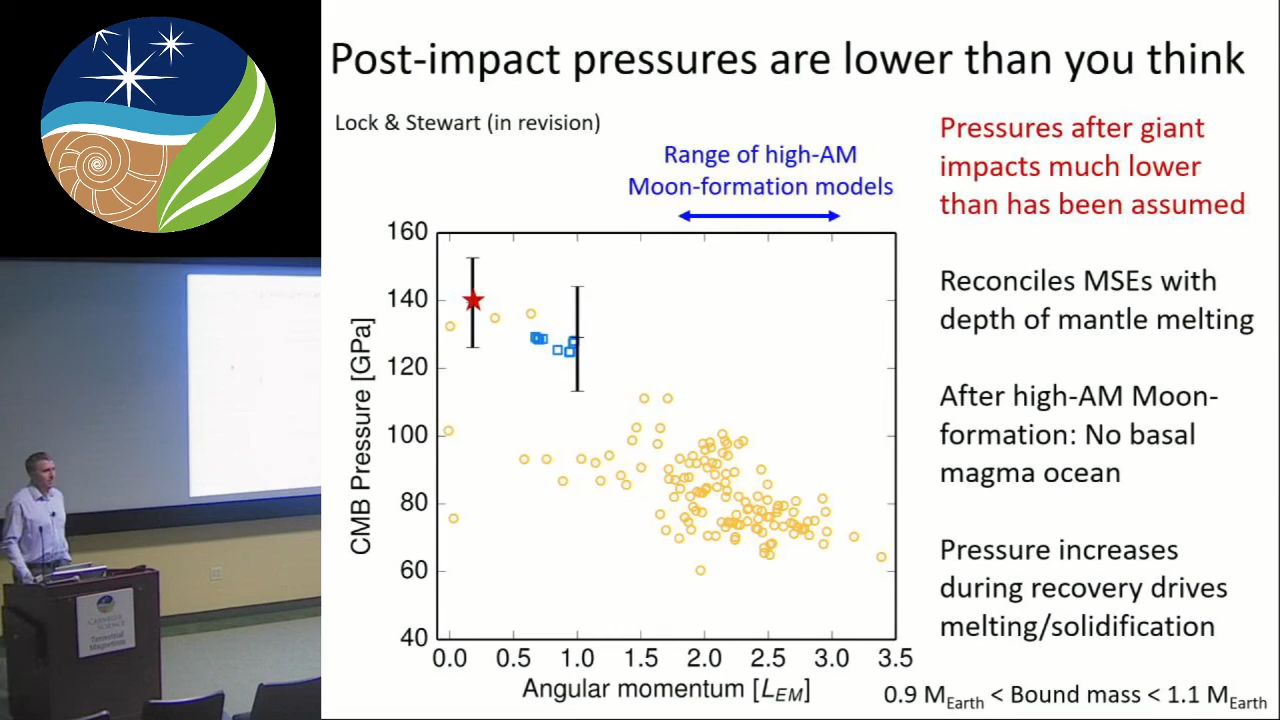 Post-impact pressures are lower than you think
Lock & Stewart (in revision)
Range of high-AM
Moon-formation models
Pressures after giant
impacts much lower
than has been assumed
Reconciles MSEs with
depth of mantle melting
After high-AM Moon-
formation: No basal
magma ocean
Pressure increases
during recovery drives
melting/solidification
CMB Pressure [GPa]
160
140
120
100
80
60
40
0.0 0.5 1.0 1.5 2.0 2.5 3.0 3.5
Angular momentum [L_EM]
0.9 M_Earth < Bound mass < 1.1 M_Earth
CARNEGIE
SCIENCE
Terrestrial
Magnetism